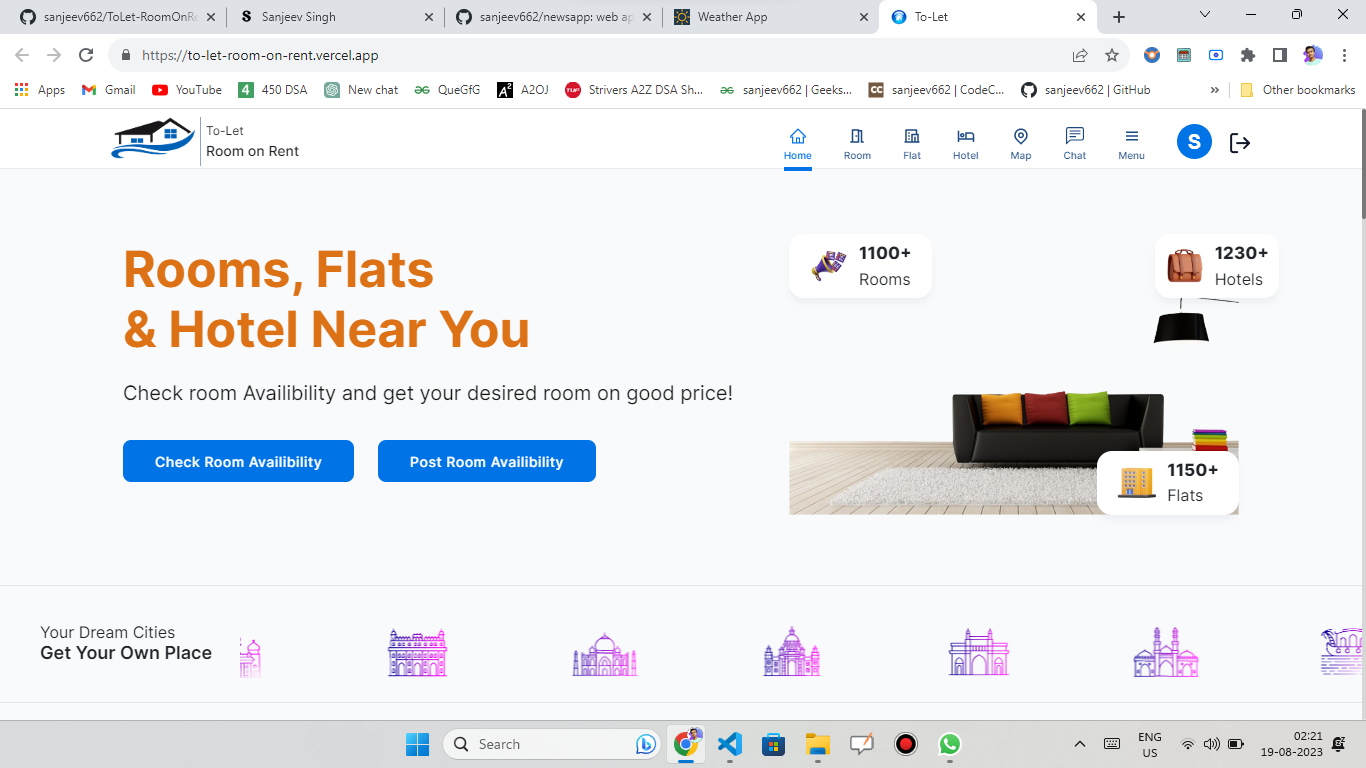 sanjeev662/ToLet-RoomOnRe
Sanjeev Singh
sanjeev662/newsapp: web ap
Weather App
To-Let
https://to-let-room-on-rent.vercel.app
Apps
Gmail
YouTube
4
450 DSA
New chat
QueGfG
A2
A2OJ
TUF
Strivers A2Z DSA Sh...
sanjeev662 | Geeks...
CC
sanjeev662 | CodeC...
sanjeev662 | GitHub
»
Other bookmarks
To-Let
Room on Rent
Home
Room
Flat
Hotel
Map
Chat
Menu
S
Rooms, Flats
& Hotel Near You
Check room Availibility and get your desired room on good price!
Check Room Availibility
Post Room Availibility
1100+
Rooms
1230+
Hotels
1150+
Flats
Your Dream Cities
Get Your Own Place
Search
ENG
US
02:21
19-08-2023